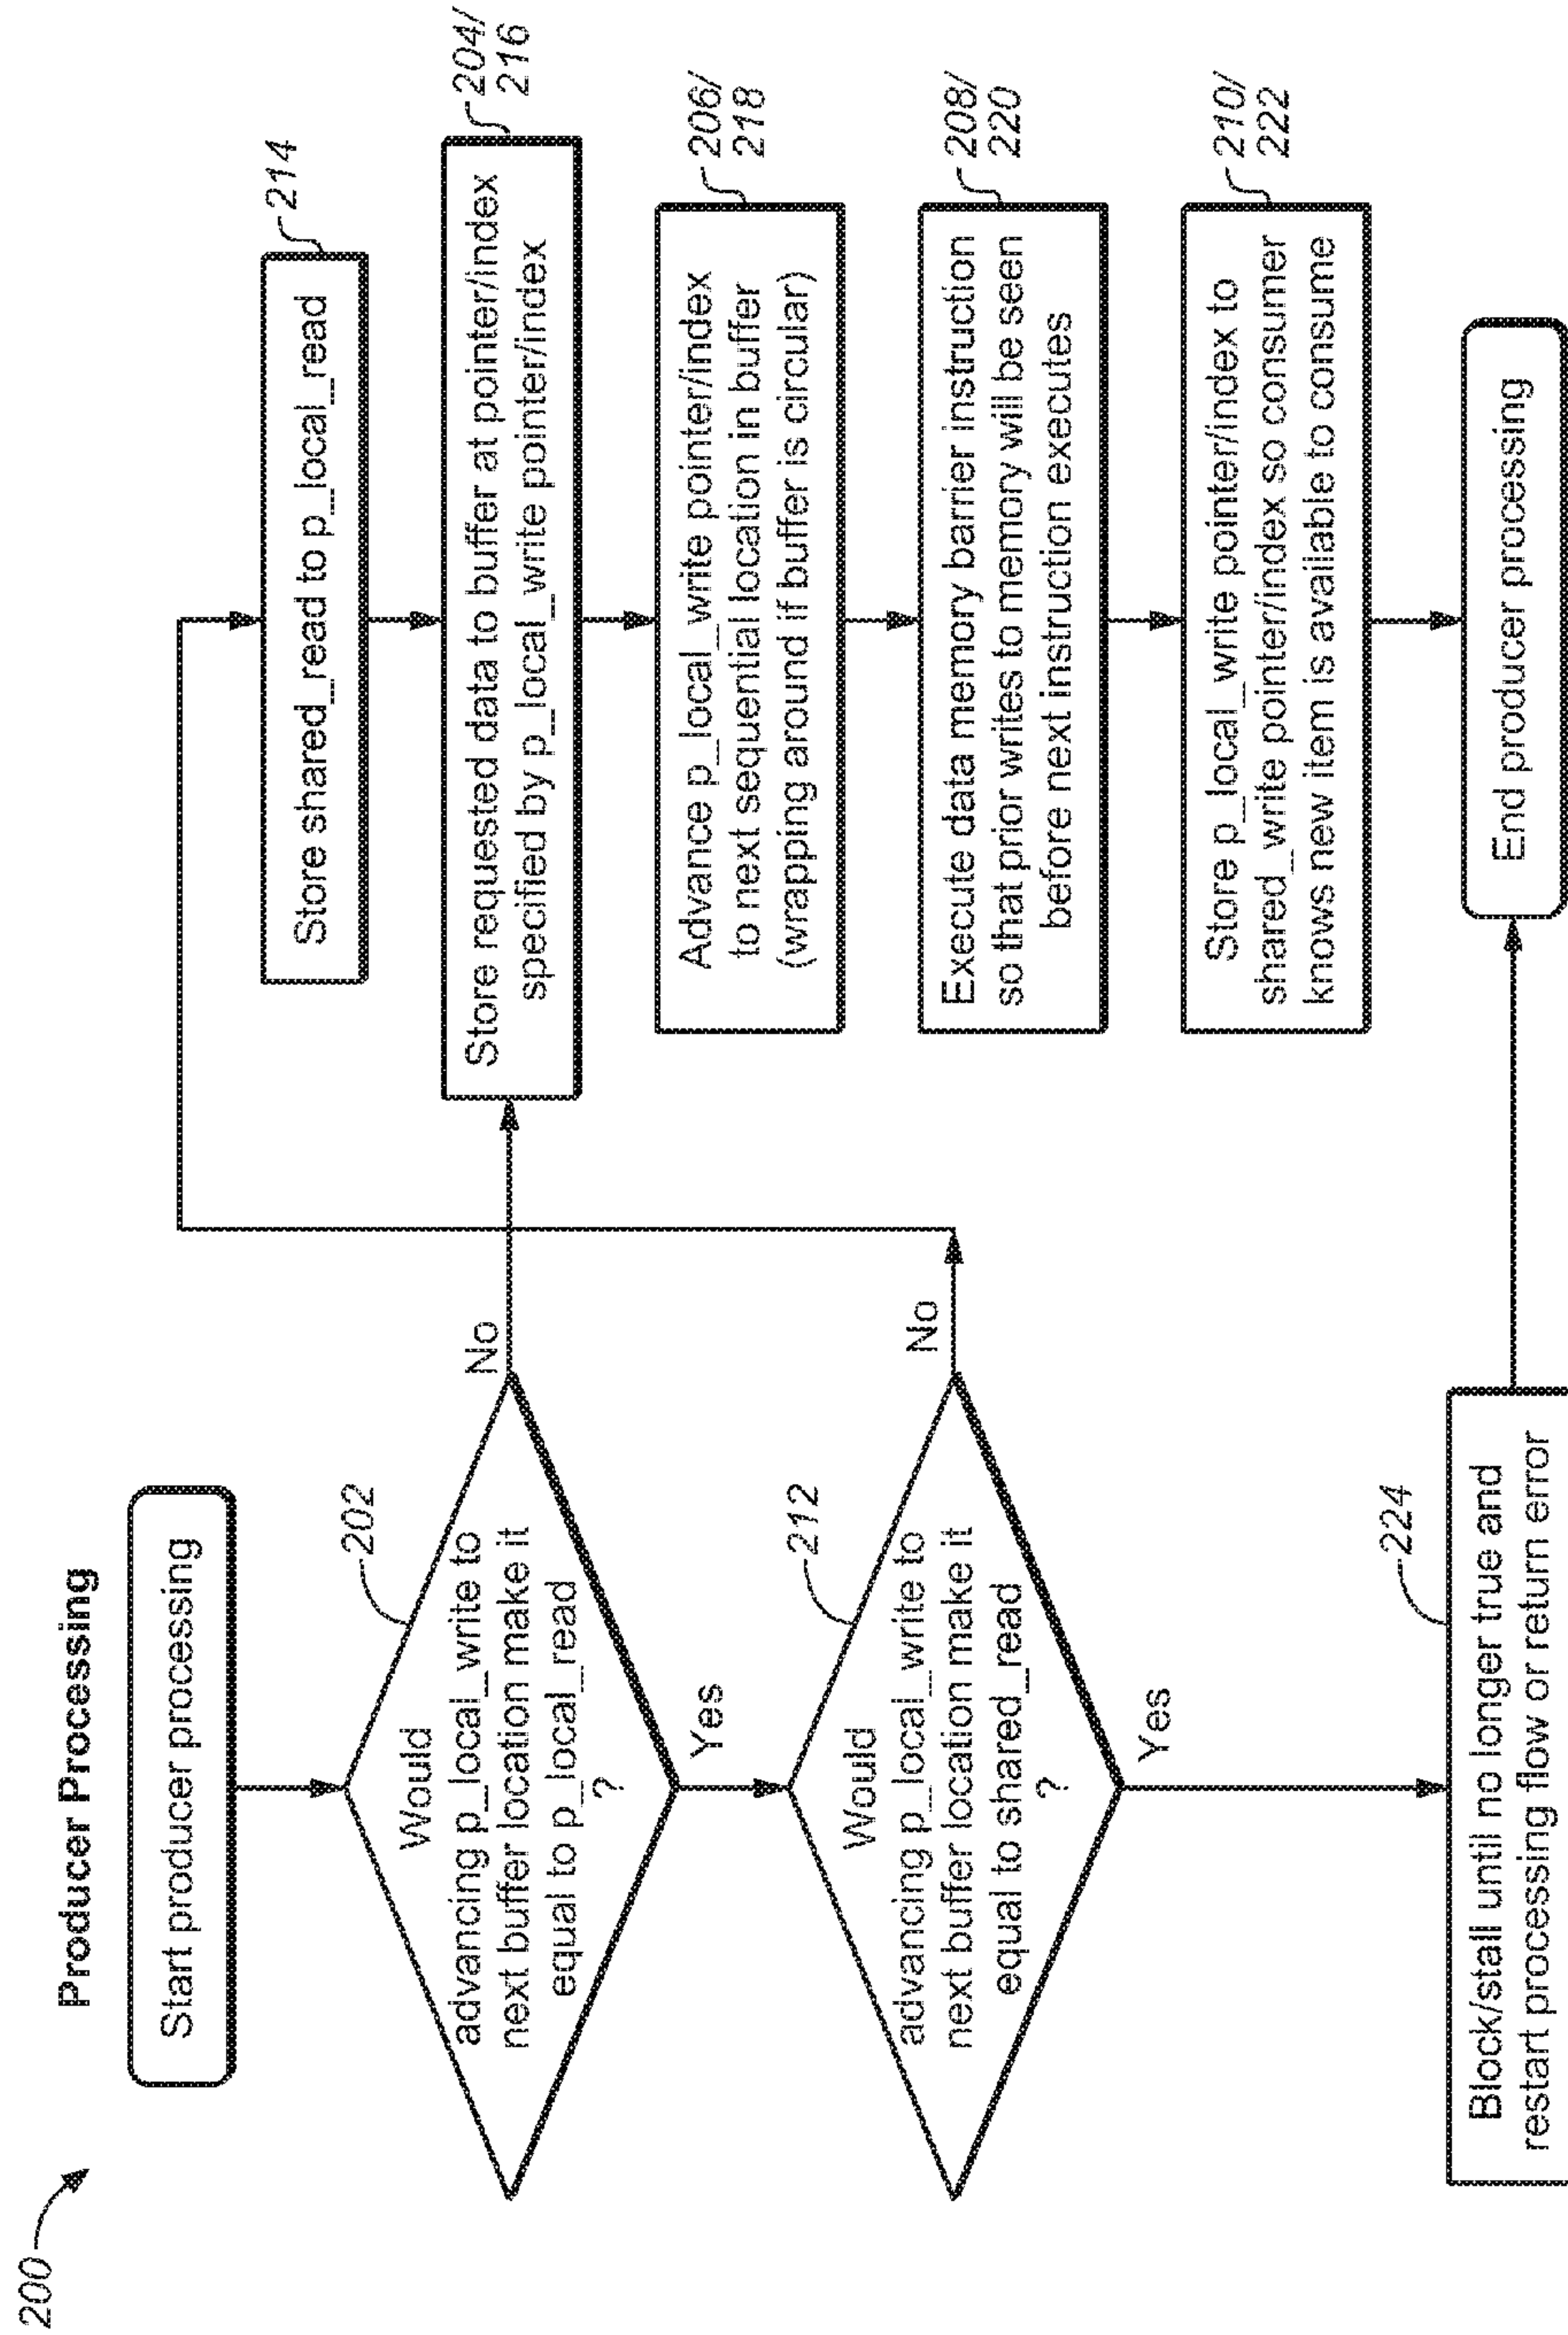 200
Producer Processing
Start producer processing
202
Would
advancing p_local_write to
next buffer location make it
equal to p_local_read
?
No
Yes
212
Would
advancing p_local_write to
next buffer location make it
equal to shared_read
?
No
Yes
224
Block/stall until no longer true and
restart processing flow or return error
214
Store shared_read to p_local_read
204/
216
Store requested data to buffer at pointer/index
specified by p_local_write pointer/index
206/
218
Advance p_local_write pointer/index
to next sequential location in buffer
(wrapping around if buffer is circular)
208/
220
Execute data memory barrier instruction
so that prior writes to memory will be seen
before next instruction executes
210/
222
Store p_local_write pointer/index to
shared_write pointer/index so consumer
knows new item is available to consume
End producer processing